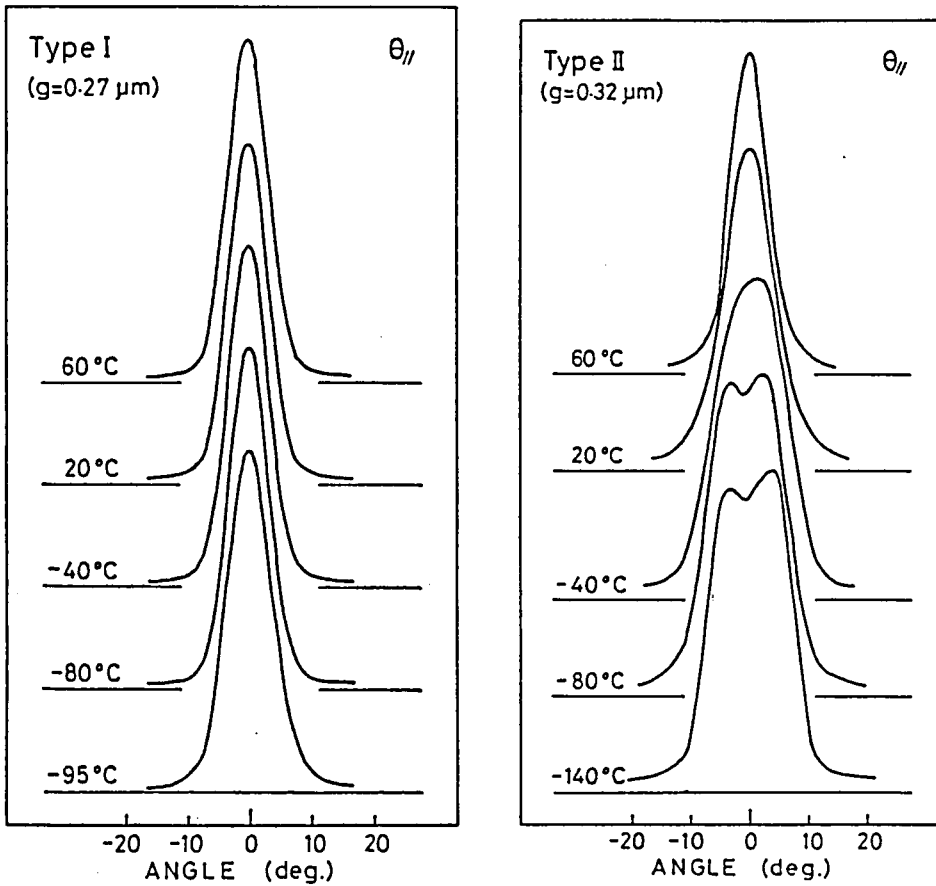 Type I
θ//
(g=0·27 µm)
60°C
20°C
-40°C
-80°C
-95°C
-20 -10 0 10 20
ANGLE (deg.)
Type II
θ//
(g=0·32 µm)
60°C
20°C
-40°C
-80°C
-140°C
-20 -10 0 10 20
ANGLE (deg.)